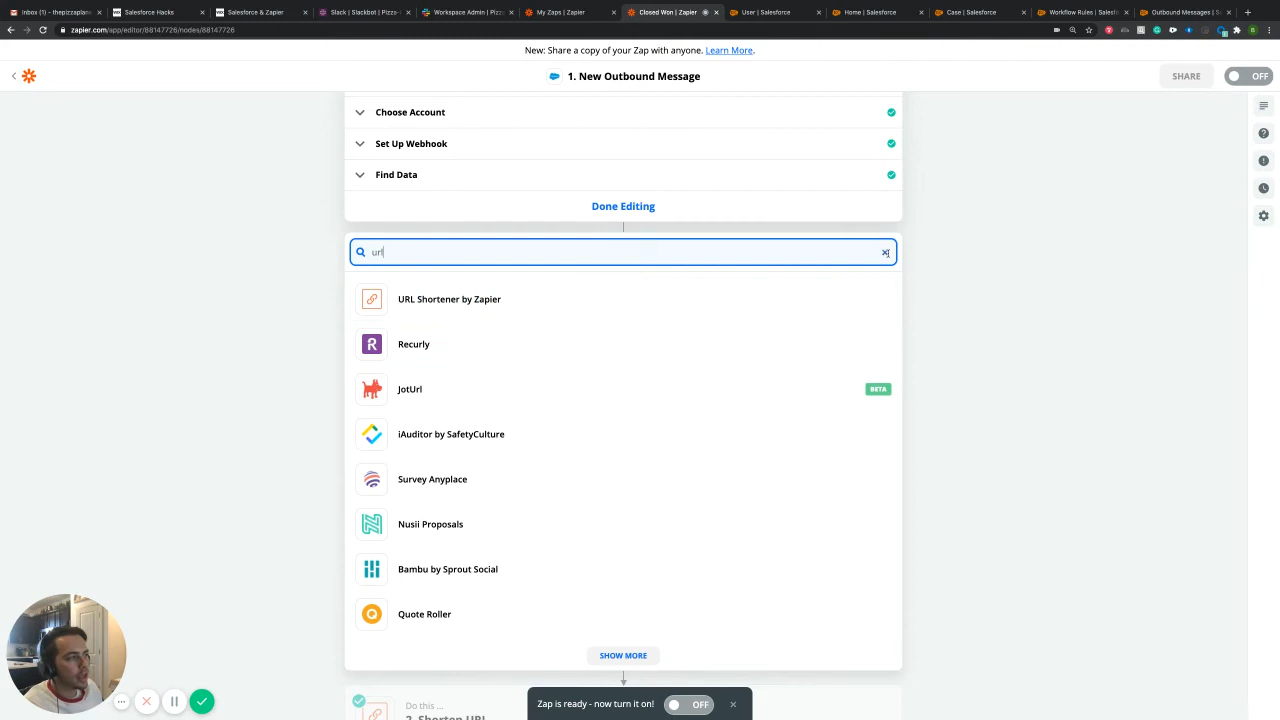 Inbox (1) - thepizzaplane
Salesforce Hacks
Salesforce & Zapier
Slack | Slackbot | Pizza-
Workspace Admin | Pizzo
My Zaps | Zapier
Closed Won | Zapier
User | Salesforce
Home | Salesforce
Case | Salesforce
Workflow Rules | Salesf
Outbound Messages | S
zapier.com/app/editor/88147726/nodes/88147726
New: Share a copy of your Zap with anyone. Learn More.
1. New Outbound Message
SHARE
OFF
Choose Account
Set Up Webhook
Find Data
Done Editing
url
URL Shortener by Zapier
Recurly
JotUrl
BETA
iAuditor by SafetyCulture
Survey Anyplace
Nusii Proposals
Bambu by Sprout Social
Quote Roller
SHOW MORE
Do this ...
2. Shorten URL
Zap is ready - now turn it on!
OFF